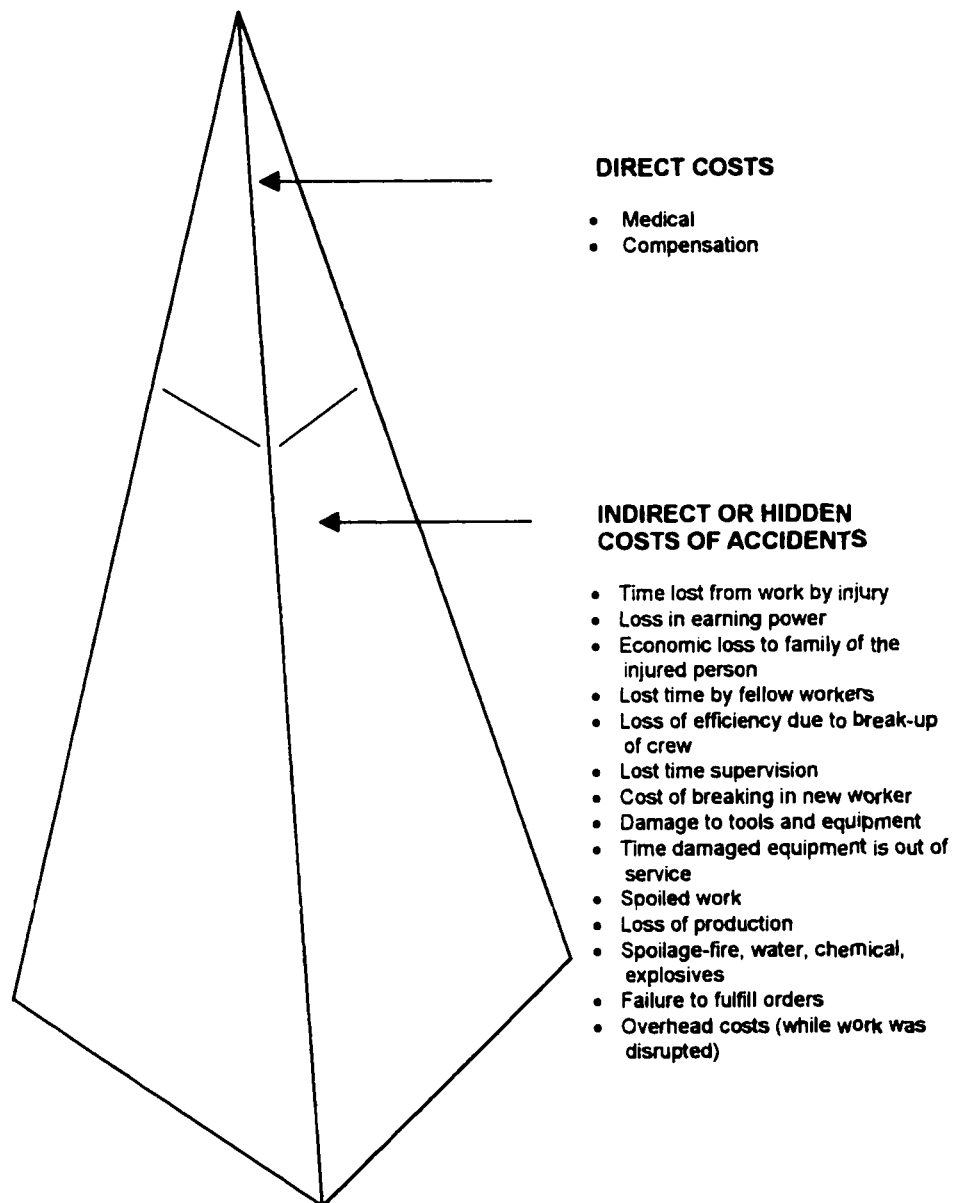 DIRECT COSTS
• Medical
• Compensation
INDIRECT OR HIDDEN
COSTS OF ACCIDENTS
• Time lost from work by injury
• Loss in earning power
• Economic loss to family of the
injured person
• Lost time by fellow workers
• Loss of efficiency due to break-up
of crew
• Lost time supervision
• Cost of breaking in new worker
• Damage to tools and equipment
• Time damaged equipment is out of
service
• Spoiled work
• Loss of production
• Spoilage-fire, water, chemical,
explosives
• Failure to fulfill orders
• Overhead costs (while work was
disrupted)